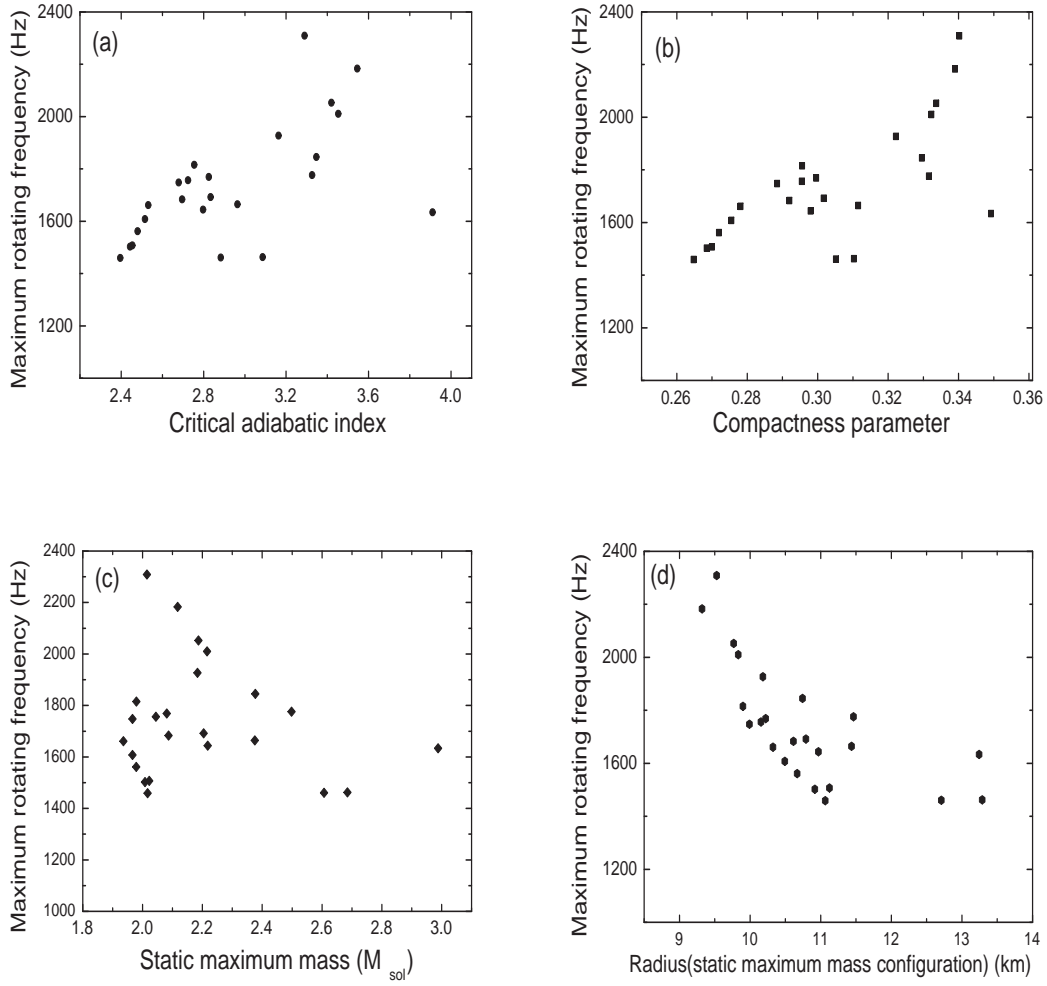 (a)
Maximum rotating frequency (Hz)
2400
2000
1600
1200
2.4 2.8 3.2 3.6 4.0
Critical adiabatic index
(b)
Maximum rotating frequency (Hz)
2400
2000
1600
1200
0.26 0.28 0.30 0.32 0.34 0.36
Compactness parameter
(c)
Maximum rotating frequency (Hz)
2400
2200
2000
1800
1600
1400
1200
1000
1.8 2.0 2.2 2.4 2.6 2.8 3.0
Static maximum mass (M sol)
(d)
Maximum rotating frequency (Hz)
2400
2000
1600
1200
9 10 11 12 13 14
Radius(static maximum mass configuration) (km)